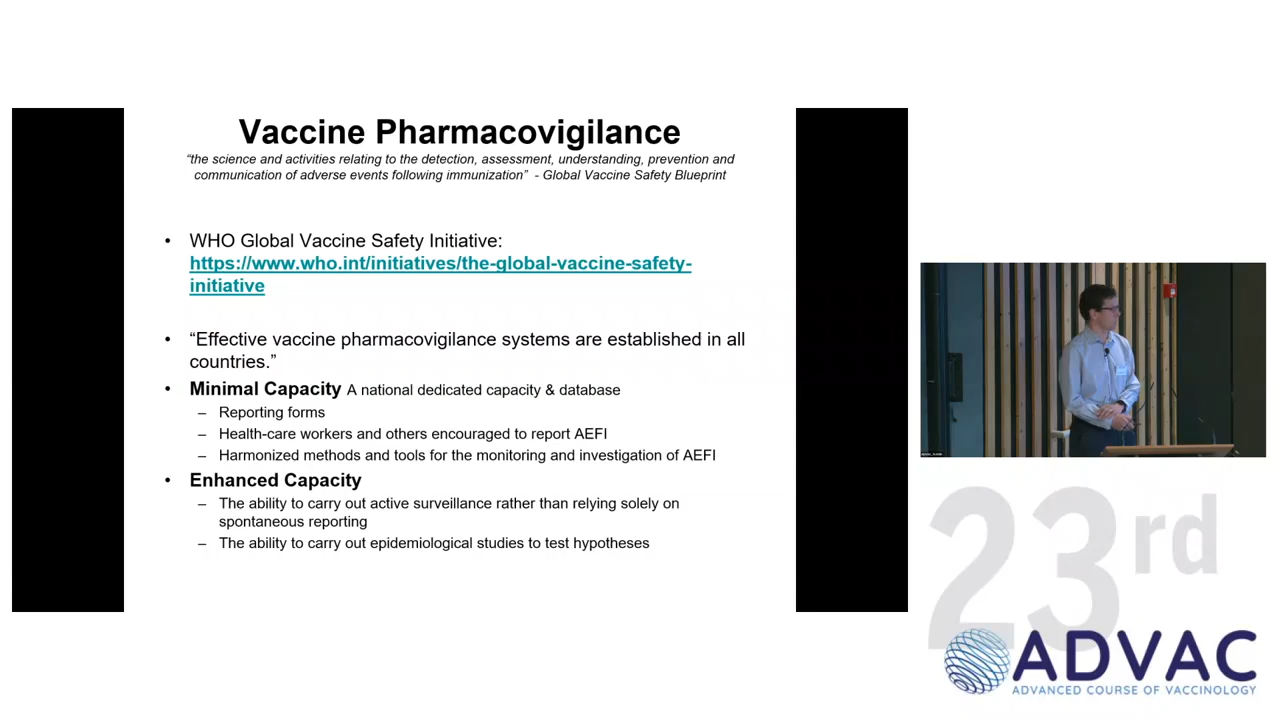 Vaccine Pharmacovigilance
“the science and activities relating to the detection, assessment, understanding, prevention and
communication of adverse events following immunization” - Global Vaccine Safety Blueprint
• WHO Global Vaccine Safety Initiative:
https://www.who.int/initiatives/the-global-vaccine-safety-
initiative
• “Effective vaccine pharmacovigilance systems are established in all
countries.”
• Minimal Capacity A national dedicated capacity & database
– Reporting forms
– Health-care workers and others encouraged to report AEFI
– Harmonized methods and tools for the monitoring and investigation of AEFI
• Enhanced Capacity
– The ability to carry out active surveillance rather than relying solely on
spontaneous reporting
– The ability to carry out epidemiological studies to test hypotheses
23rd
ADVAC
ADVANCED COURSE OF VACCINOLOGY